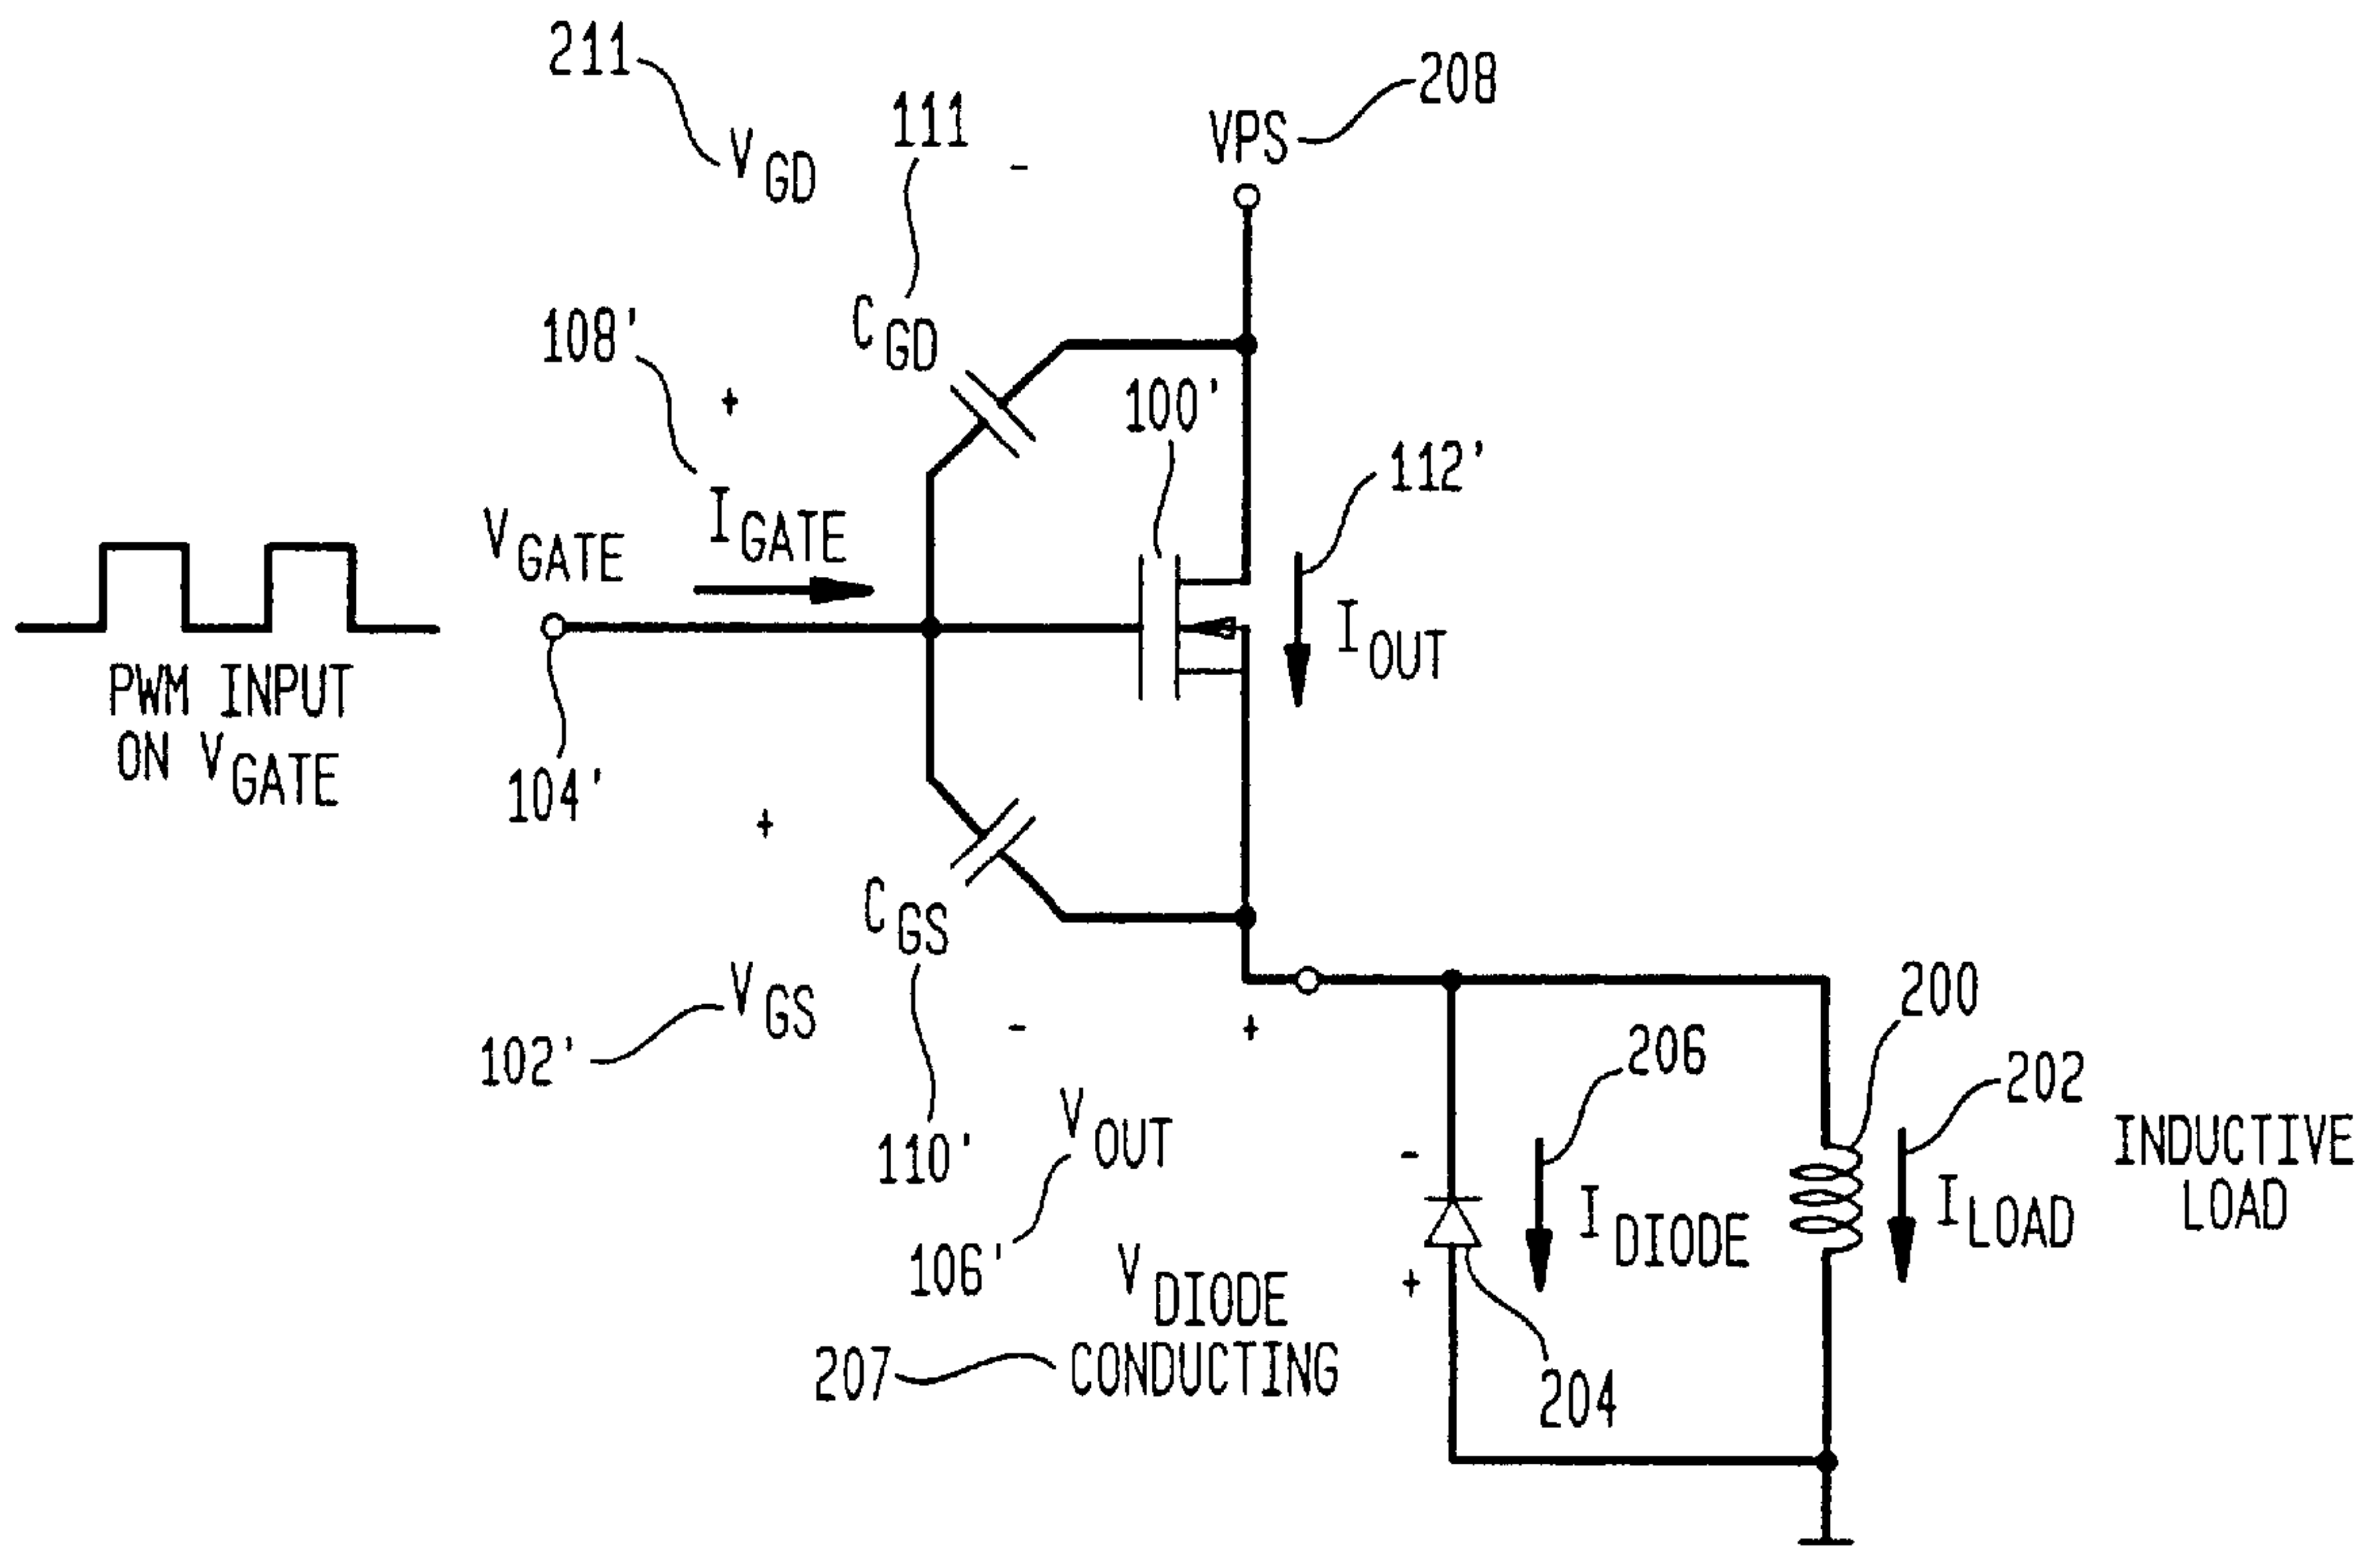 211
V GD
111
-
VPS
208
C GD
108'
+
100'
112'
V GATE
I GATE
I OUT
PWM INPUT
ON V GATE
104'
+
C GS
V GS
102'
-
+
110'
V OUT
106'
V DIODE
CONDUCTING
207
200
206
202
-
+
I DIODE
I LOAD
INDUCTIVE
LOAD
204